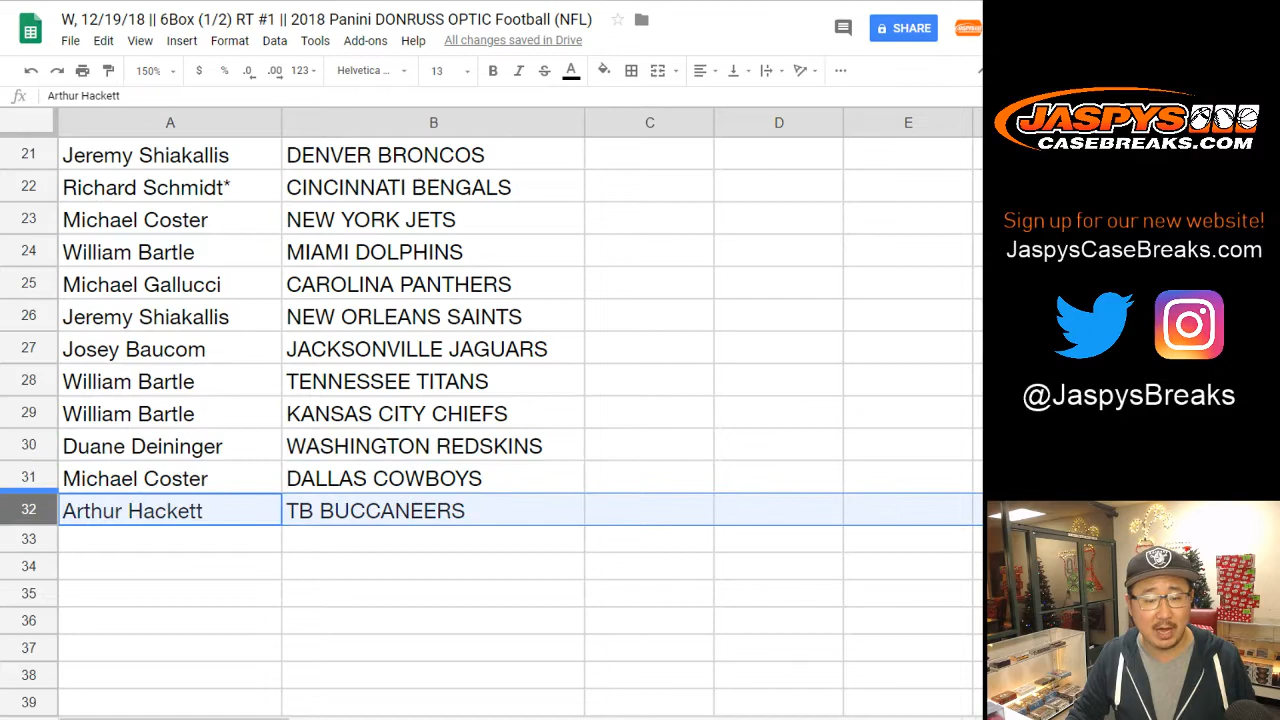 W, 12/19/18 || 6Box (1/2) RT #1 || 2018 Panini DONRUSS OPTIC Football (NFL)
File Edit View Insert Format Tools Add-ons Help All changes saved in Drive
SHARE
150% $ % .0 .00 123 Helvetica ... 13 B I S A
fx Arthur Hackett
A B C D E
21 Jeremy Shiakallis DENVER BRONCOS
22 Richard Schmidt* CINCINNATI BENGALS
23 Michael Coster NEW YORK JETS
24 William Bartle MIAMI DOLPHINS
25 Michael Gallucci CAROLINA PANTHERS
26 Jeremy Shiakallis NEW ORLEANS SAINTS
27 Josey Baucom JACKSONVILLE JAGUARS
28 William Bartle TENNESSEE TITANS
29 William Bartle KANSAS CITY CHIEFS
30 Duane Deininger WASHINGTON REDSKINS
31 Michael Coster DALLAS COWBOYS
32 Arthur Hackett TB BUCCANEERS
33
34
35
36
37
38
39
JASPYS
CASEBREAKS.COM
Sign up for our new website!
JaspysCaseBreaks.com
@JaspysBreaks